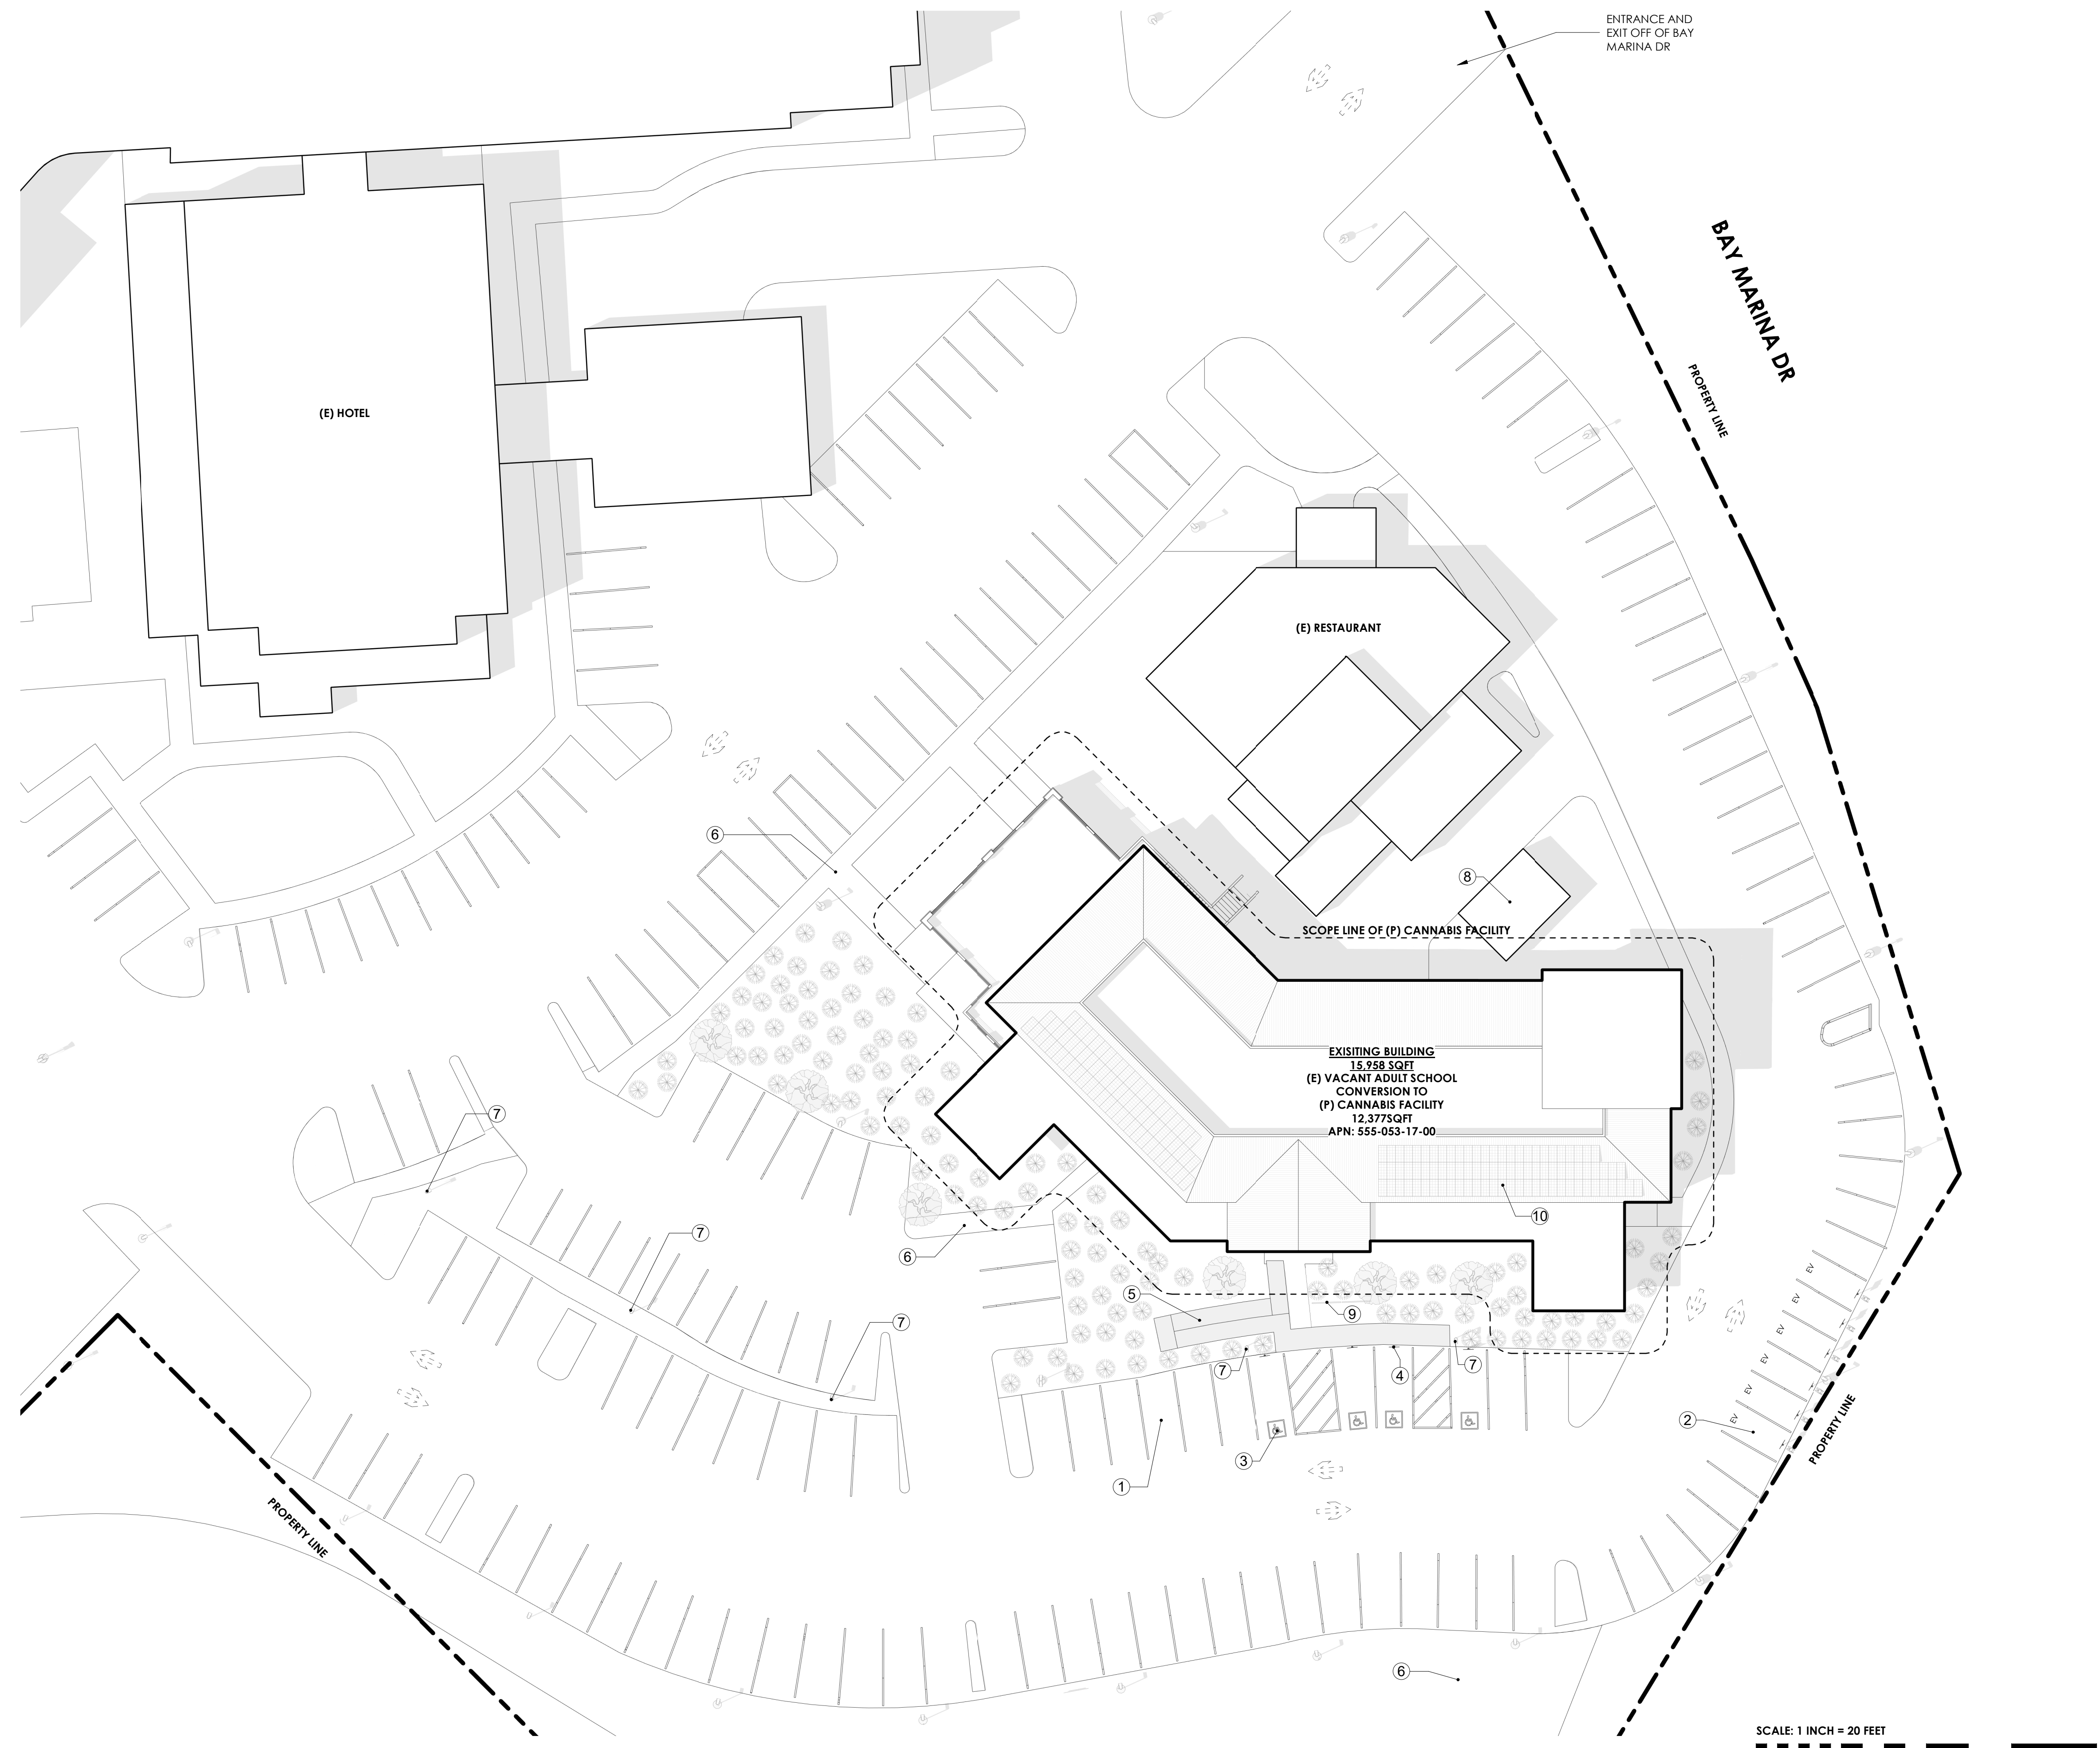 ENTRANCE AND
EXIT OFF OF BAY
MARINA DR
BAY MARINA DR
PROPERTY LINE
(E) HOTEL
(E) RESTAURANT
6
8
SCOPE LINE OF (P) CANNABIS FACILITY
EXISITING BUILDING
15,958 SQFT
(E) VACANT ADULT SCHOOL
CONVERSION TO
(P) CANNABIS FACILITY
12,377SQFT
APN: 555-053-17-00
7
10
7
6
5
9
7
7
4
7
EV
EV
EV
EV
EV
EV
2
PROPERTY LINE
3
1
PROPERTY LINE
6
SCALE: 1 INCH = 20 FEET